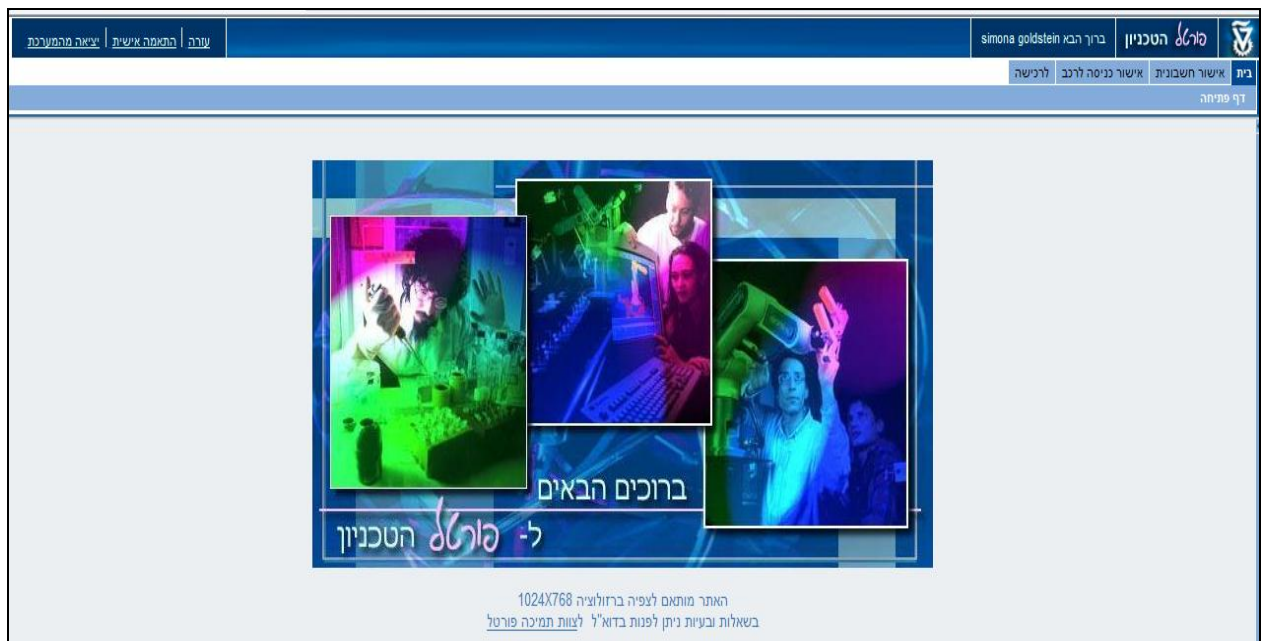 פורטל הטכניון ברוך הבא simona goldstein עזרה התאמה אישית יציאה מהמערכת
בית אישור חשבונית אישור כניסה לרכב לרכישה
דף פתיחה
ברוכים הבאים
ל- פורטל הטכניון
האתר מותאם לצפיה ברזולוציה 1024X768
בשאלות ובעיות ניתן לפנות בדוא"ל לצוות תמיכה פורטל